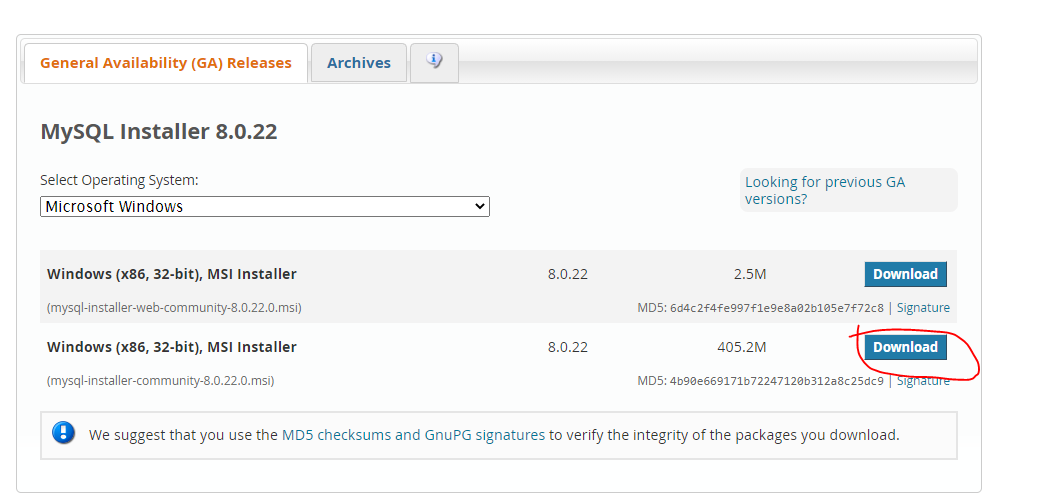 General Availability (GA) Releases
Archives
MySQL Installer 8.0.22
Select Operating System:
Microsoft Windows
Looking for previous GA
versions?
Windows (x86, 32-bit), MSI Installer 8.0.22 2.5M Download
(mysql-installer-web-community-8.0.22.0.msi) MD5: 6d4c2f4fe997f1e9e8a02b105e7f72c8 | Signature
Windows (x86, 32-bit), MSI Installer 8.0.22 405.2M Download
(mysql-installer-community-8.0.22.0.msi) MD5: 4b90e669171b72247120b312a8c25dc9 | Signature
We suggest that you use the MD5 checksums and GnuPG signatures to verify the integrity of the packages you download.